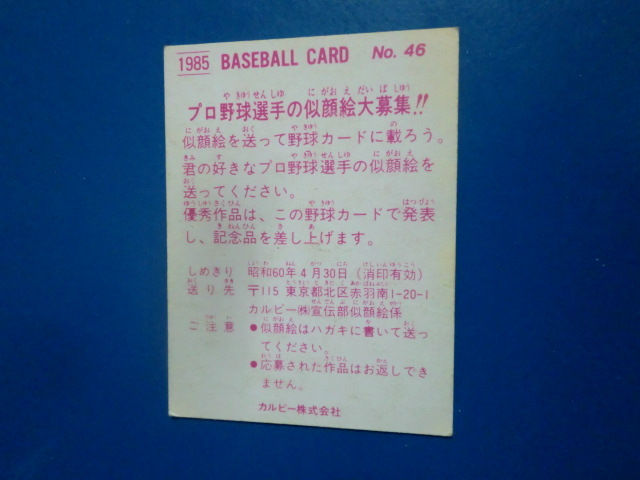 1985 BASEBALL CARD No. 46
プロ野球選手の似顔絵大募集!!
似顔絵を送って野球カードに載ろう。
君の好きなプロ野球選手の似顔絵を
送ってください。
優秀作品は、この野球カードで発表
し、記念品を差し上げます。
しめきり 昭和60年4月30日(消印有効)
送り先 〒115 東京都北区赤羽南1-20-1
カルビー㈱宣伝部似顔絵係
ご注意 ●似顔絵はハガキに書いて送っ
てください。
●応募された作品はお返しでき
ません。
カルビー株式会社